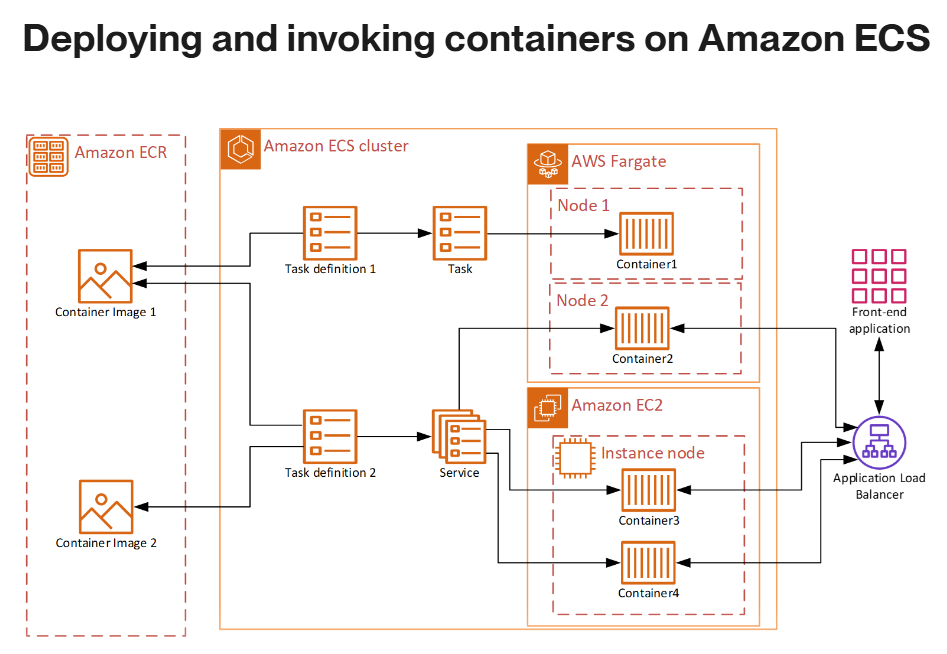 Deploying and invoking containers on Amazon ECS
Amazon ECR
Amazon ECS cluster
AWS Fargate
Node 1
Container1
Task definition 1
Task
Container Image 1
Node 2
Container2
Front-end
application
Amazon EC2
Instance node
Task definition 2
Service
Container3
Application Load
Balancer
Container Image 2
Container4